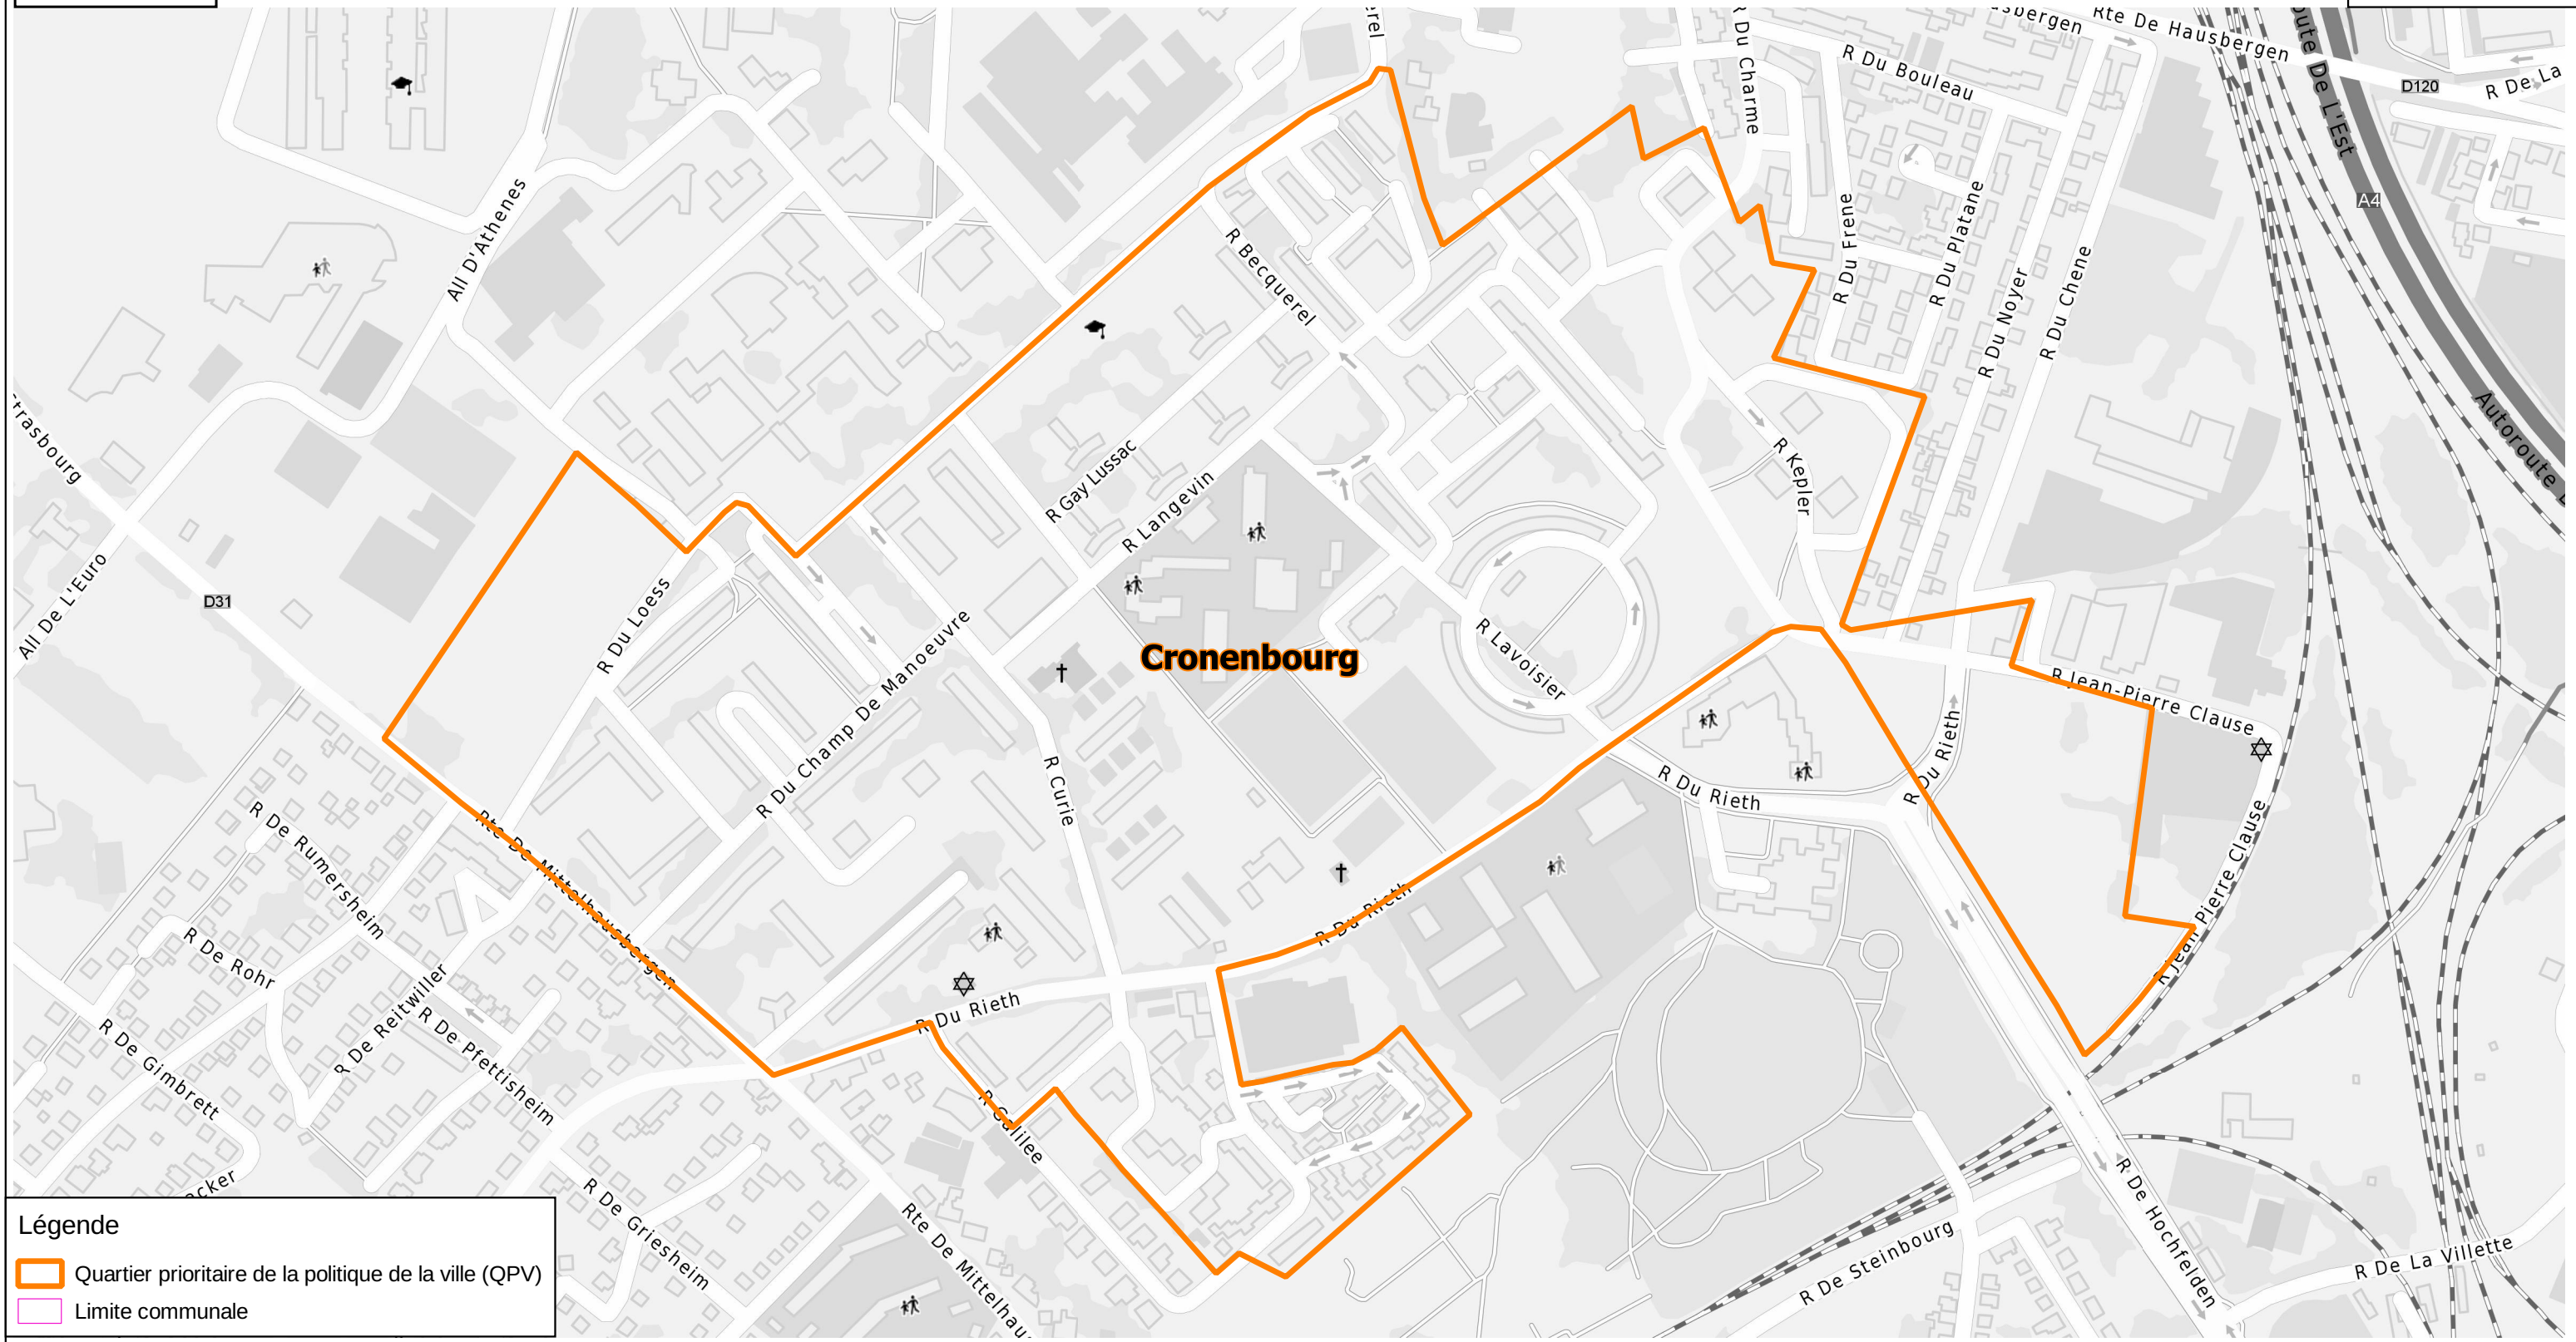 Rte De Hausbergen
R Du Bouleau
R Du Charme
D120
R De La
A4
Autoroute
All D'Athenes
R Becquerel
R Du Frene
R Du Platane
R Du Noyer
R Du Chene
R Gay Lussac
R Langevin
R Kepler
All De L'Euro
D31
R Du Loess
R Du Champ De Manoeuvre
Cronenbourg
R Lavoisier
R Jean-Pierre Clause
R Curie
R Du Rieth
R Du Rieth
R De Rumersheim
Rte De Mittelhausbergen
R De Rohr
R Du Rieth
R Jean Pierre Clause
R De Reitwiller
R De Pfettisheim
R Du Rieth
R De Gimbrett
R Galilee
R De Griesheim
Rte De Mittelhau
R De Hochfelden
R De Steinbourg
R De La Villette
Légende
Quartier prioritaire de la politique de la ville (QPV)
Limite communale